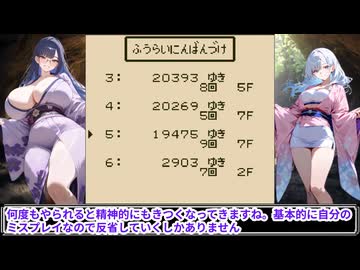 ふうらいにんばんづけ
3: 20393 ゆき
8回 5F
4: 20269 ゆき
5回 7F
5: 19475 ゆき
9回 7F
6: 2903 ゆき
7回 2F
何度もやられると精神的にもきつくなってきますね。基本的に自分の
ミスプレイなので反省していくしかありません